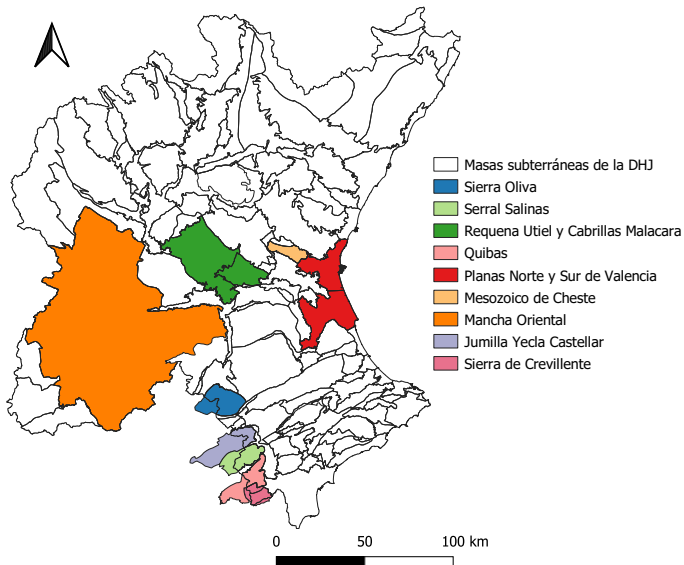 Masas subterráneas de la DHJ
Sierra Oliva
Serral Salinas
Requena Utiel y Cabrillas Malacara
Quibas
Planas Norte y Sur de Valencia
Mesozoico de Cheste
Mancha Oriental
Jumilla Yecla Castellar
Sierra de Crevillente
0 50 100 km